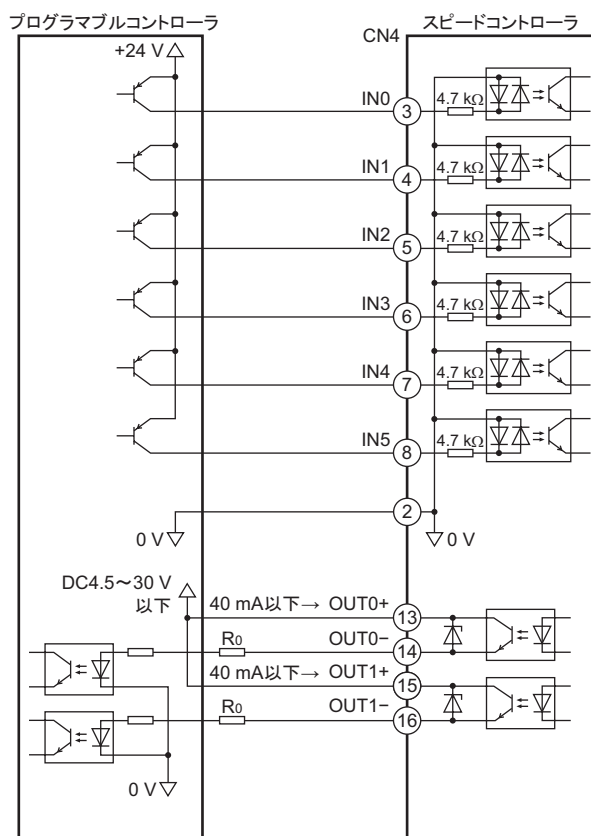 プログラマブルコントローラ
スピードコントローラ
CN4
+24 V
IN0
3
4.7 kΩ
IN1
4
4.7 kΩ
IN2
5
4.7 kΩ
IN3
6
4.7 kΩ
IN4
7
4.7 kΩ
IN5
8
4.7 kΩ
2
0 V
0 V
DC4.5～30 V
以下
40 mA以下→ OUT0+
13
R0
OUT0−
14
40 mA以下→ OUT1+
15
R0
OUT1−
16
0 V